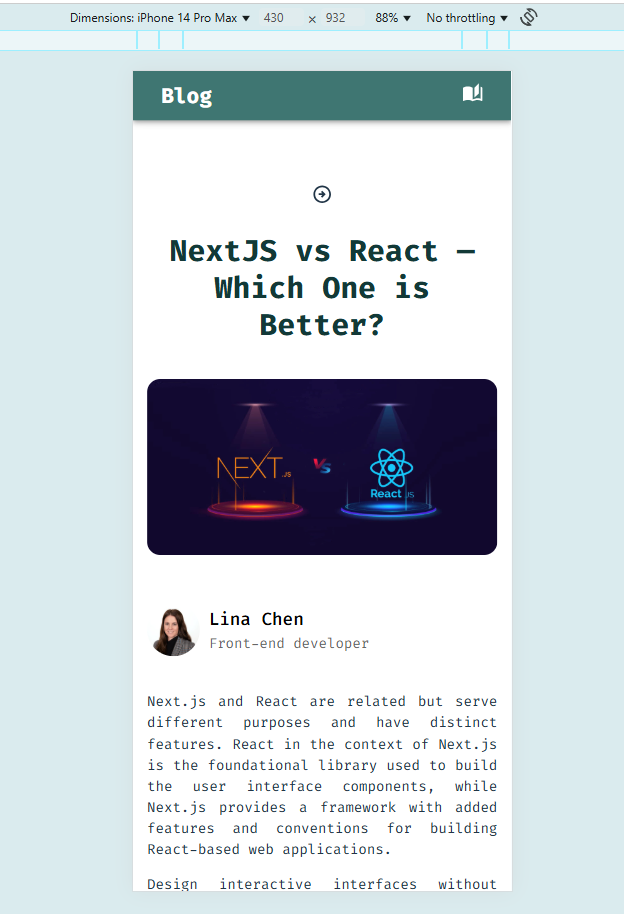 Dimensions: iPhone 14 Pro Max ▼ 430 × 932 88% ▼ No throttling ▼
Blog
NextJS vs React —
Which One is
Better?
NEXT.JS VS React JS
Lina Chen
Front-end developer
Next.js and React are related but serve
different purposes and have distinct
features. React in the context of Next.js
is the foundational library used to build
the user interface components, while
Next.js provides a framework with added
features and conventions for building
React-based web applications.
Design interactive interfaces without